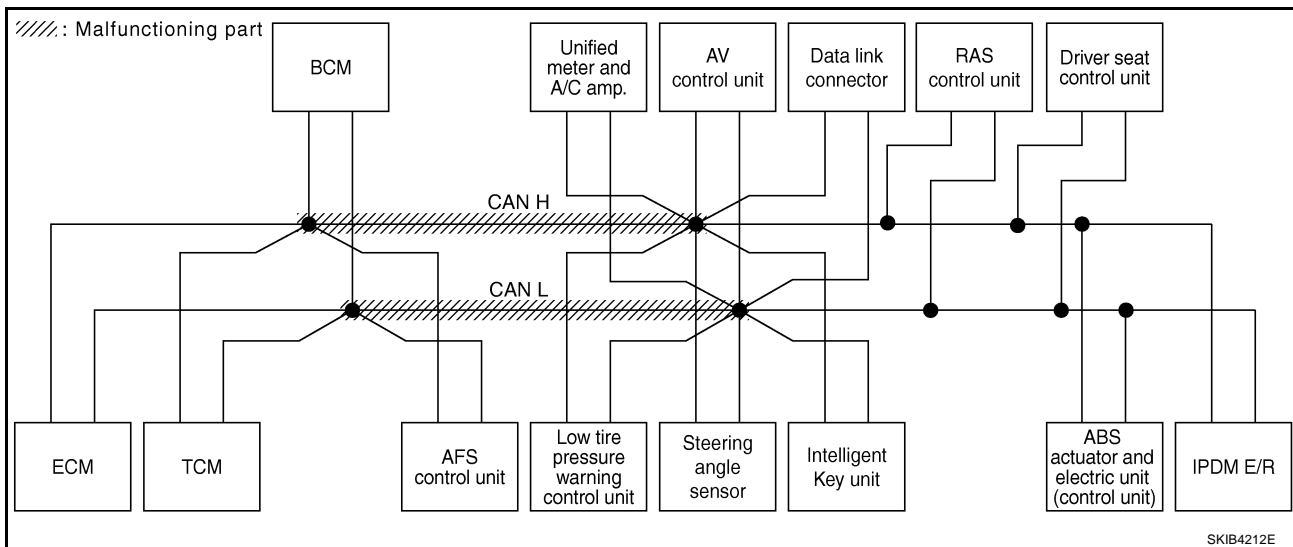 : Malfunctioning part
BCM
Unified
meter and
A/C amp.
AV
control unit
Data link
connector
RAS
control unit
Driver seat
control unit
CAN H
CAN L
ECM
TCM
AFS
control unit
Low tire
pressure
warning
control unit
Steering
angle
sensor
Intelligent
Key unit
ABS
actuator and
electric unit
(control unit)
IPDM E/R
SKIB4212E